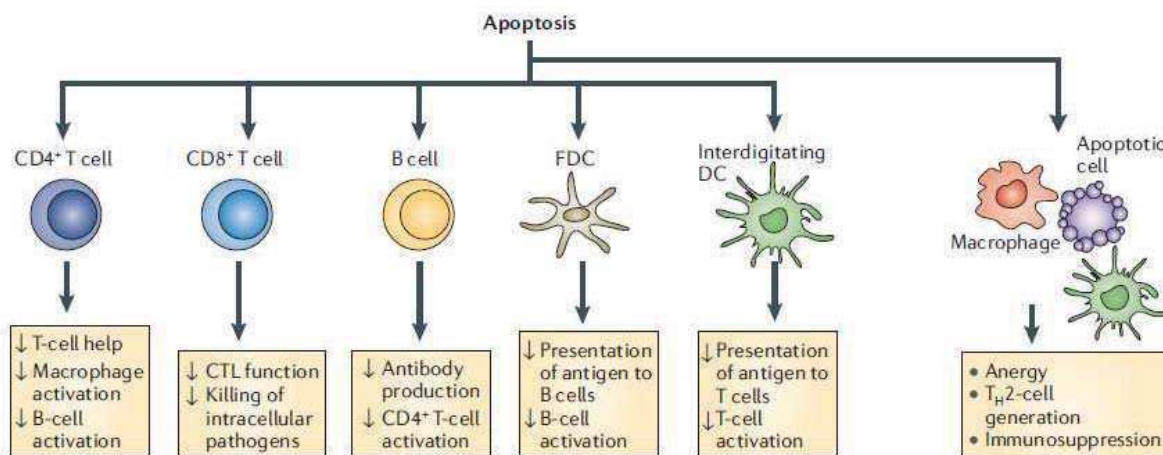 Apoptosis
CD4⁺ T cell
CD8⁺ T cell
B cell
FDC
Interdigitating
DC
Apoptotic
cell
Macrophage
↓ T-cell help
↓ Macrophage
activation
↓ B-cell
activation
↓ CTL function
↓ Killing of
intracellular
pathogens
↓ Antibody
production
↓ CD4⁺ T-cell
activation
↓ Presentation
of antigen to
B cells
↓ B-cell
activation
↓ Presentation
of antigen to
T cells
↓ T-cell
activation
• Anergy
• T_H2-cell
generation
• Immunosuppression